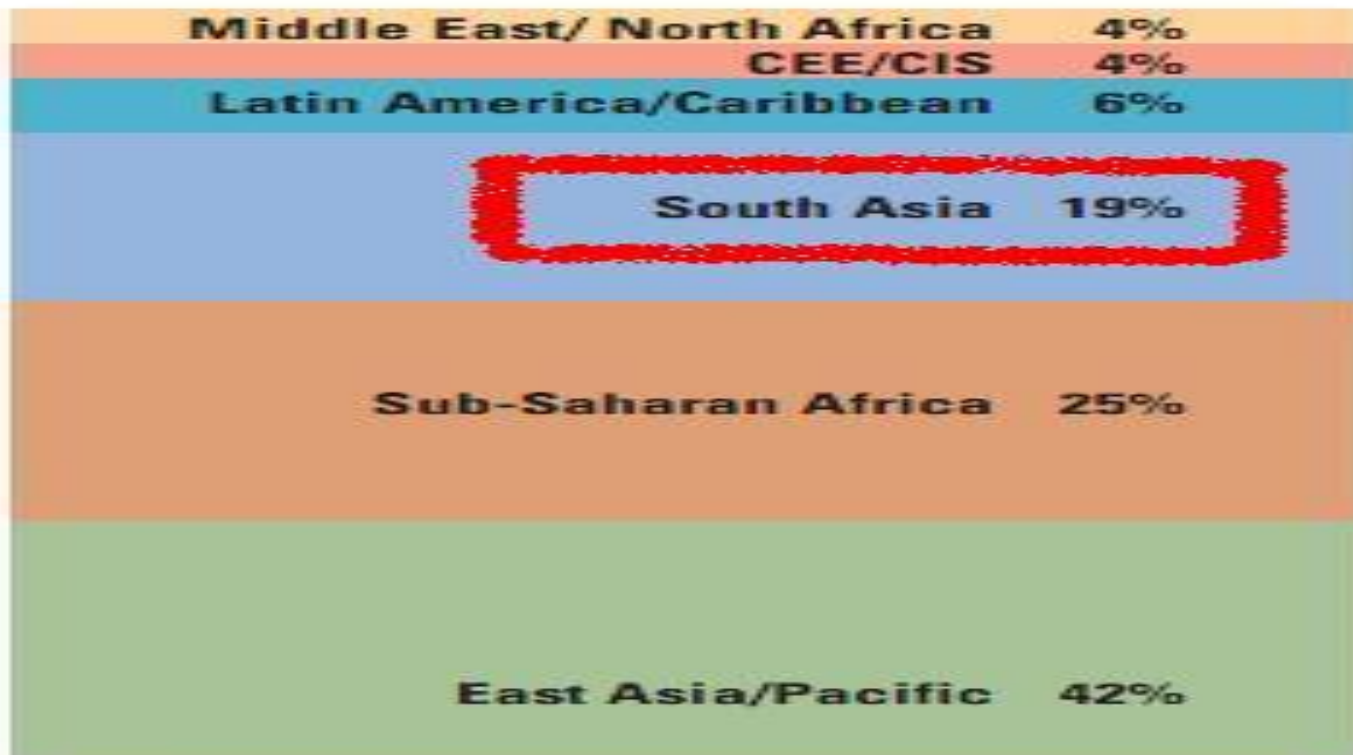 Middle East/ North Africa 4%
CEE/CIS 4%
Latin America/Caribbean 6%
South Asia 19%
Sub-Saharan Africa 25%
East Asia/Pacific 42%